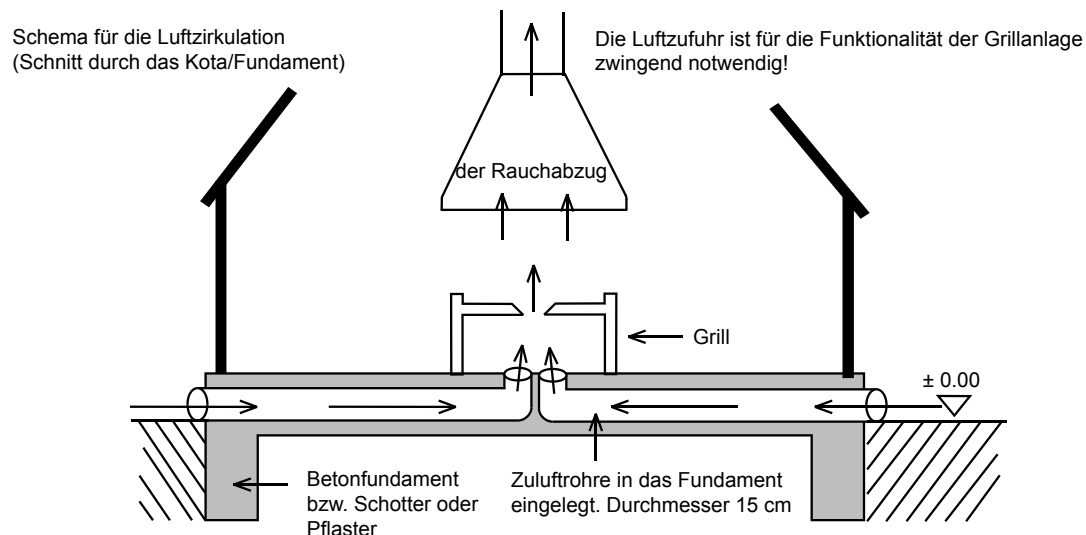 Schema für die Luftzirkulation
(Schnitt durch das Kota/Fundament)
Die Luftzufuhr ist für die Funktionalität der Grillanlage
zwingend notwendig!
der Rauchabzug
Grill
± 0.00
Betonfundament
bzw. Schotter oder
Pflaster
Zuluftrohre in das Fundament
eingelegt. Durchmesser 15 cm